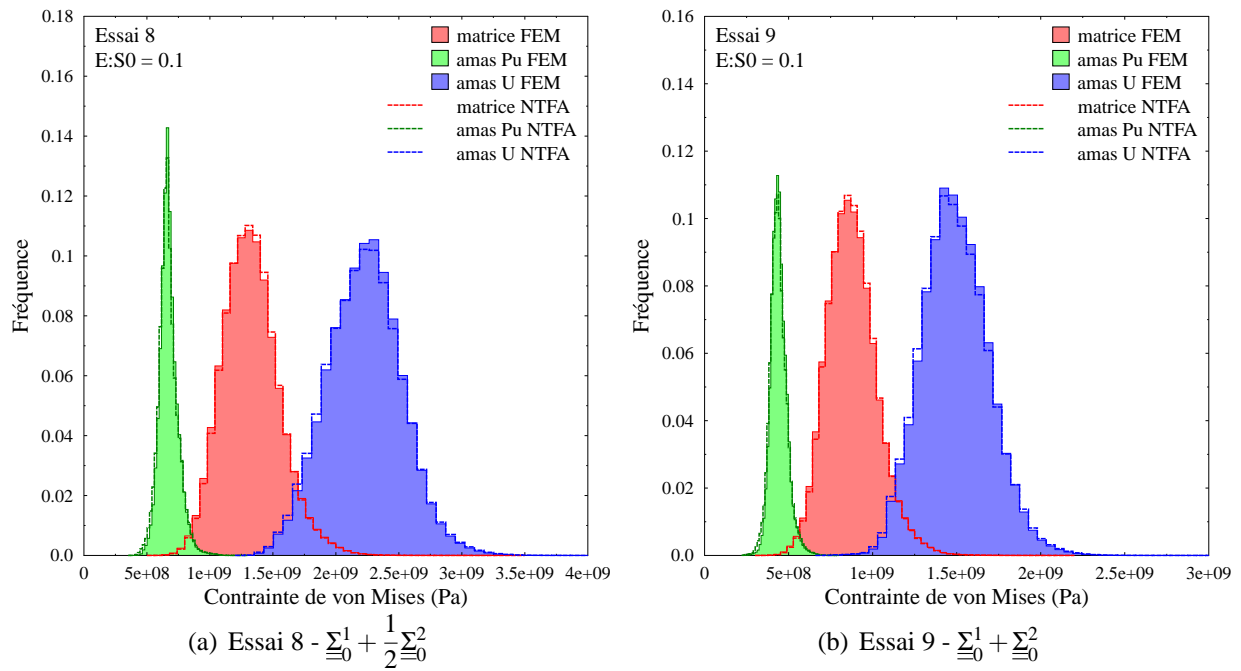 Essai 8
E:S0 = 0.1
matrice FEM
amas Pu FEM
amas U FEM
matrice NTFA
amas Pu NTFA
amas U NTFA
Fréquence
0.18
0.16
0.14
0.12
0.1
0.08
0.06
0.04
0.02
0.0
0
5e+08
1e+09
1.5e+09
2e+09
2.5e+09
3e+09
3.5e+09
4e+09
Contrainte de von Mises (Pa)
(a) Essai 8 - Σ₀¹ + 1/2 Σ₀²
Essai 9
E:S0 = 0.1
matrice FEM
amas Pu FEM
amas U FEM
matrice NTFA
amas Pu NTFA
amas U NTFA
Fréquence
0.16
0.14
0.12
0.1
0.08
0.06
0.04
0.02
0.0
0
5e+08
1e+09
1.5e+09
2e+09
2.5e+09
3e+09
Contrainte de von Mises (Pa)
(b) Essai 9 - Σ₀¹ + Σ₀²